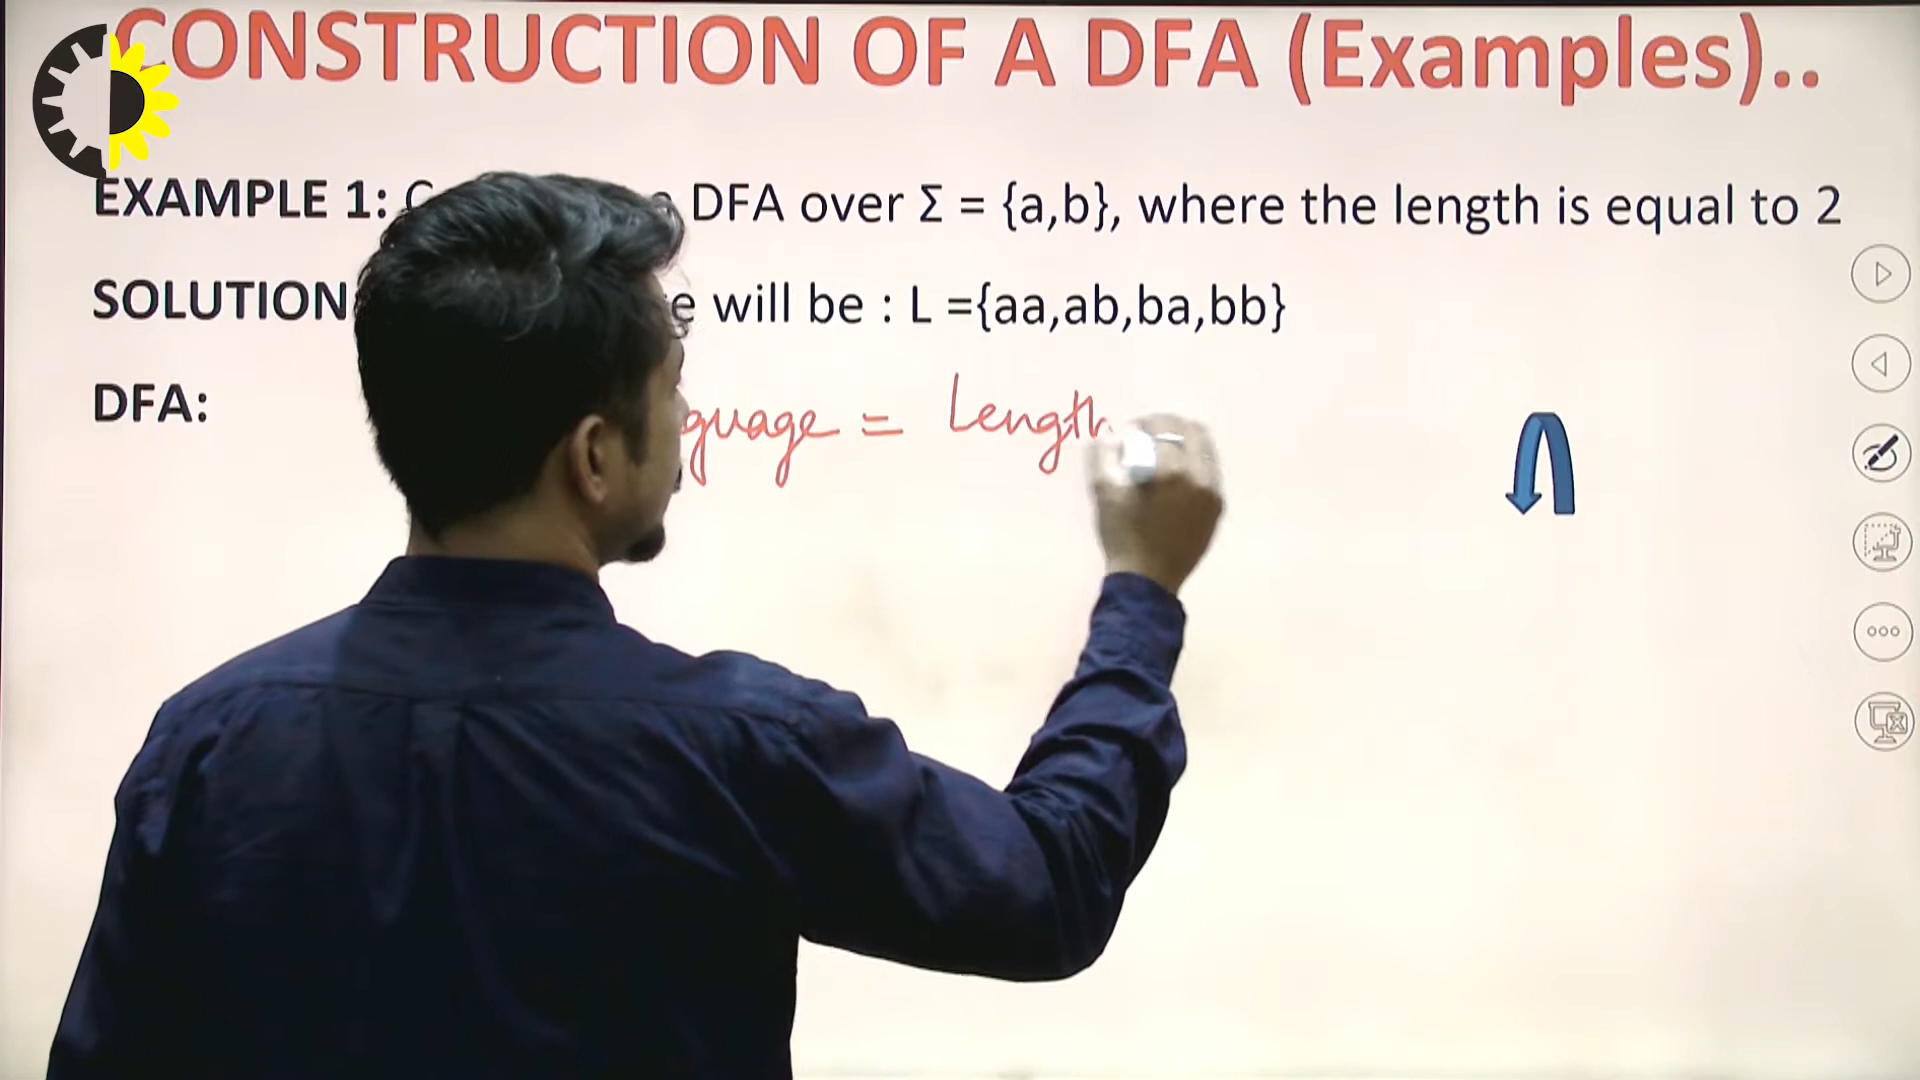 CONSTRUCTION OF A DFA (Examples)..
EXAMPLE 1: DFA over Σ = {a,b}, where the length is equal to 2
SOLUTION will be : L ={aa,ab,ba,bb}
DFA: guage = Length